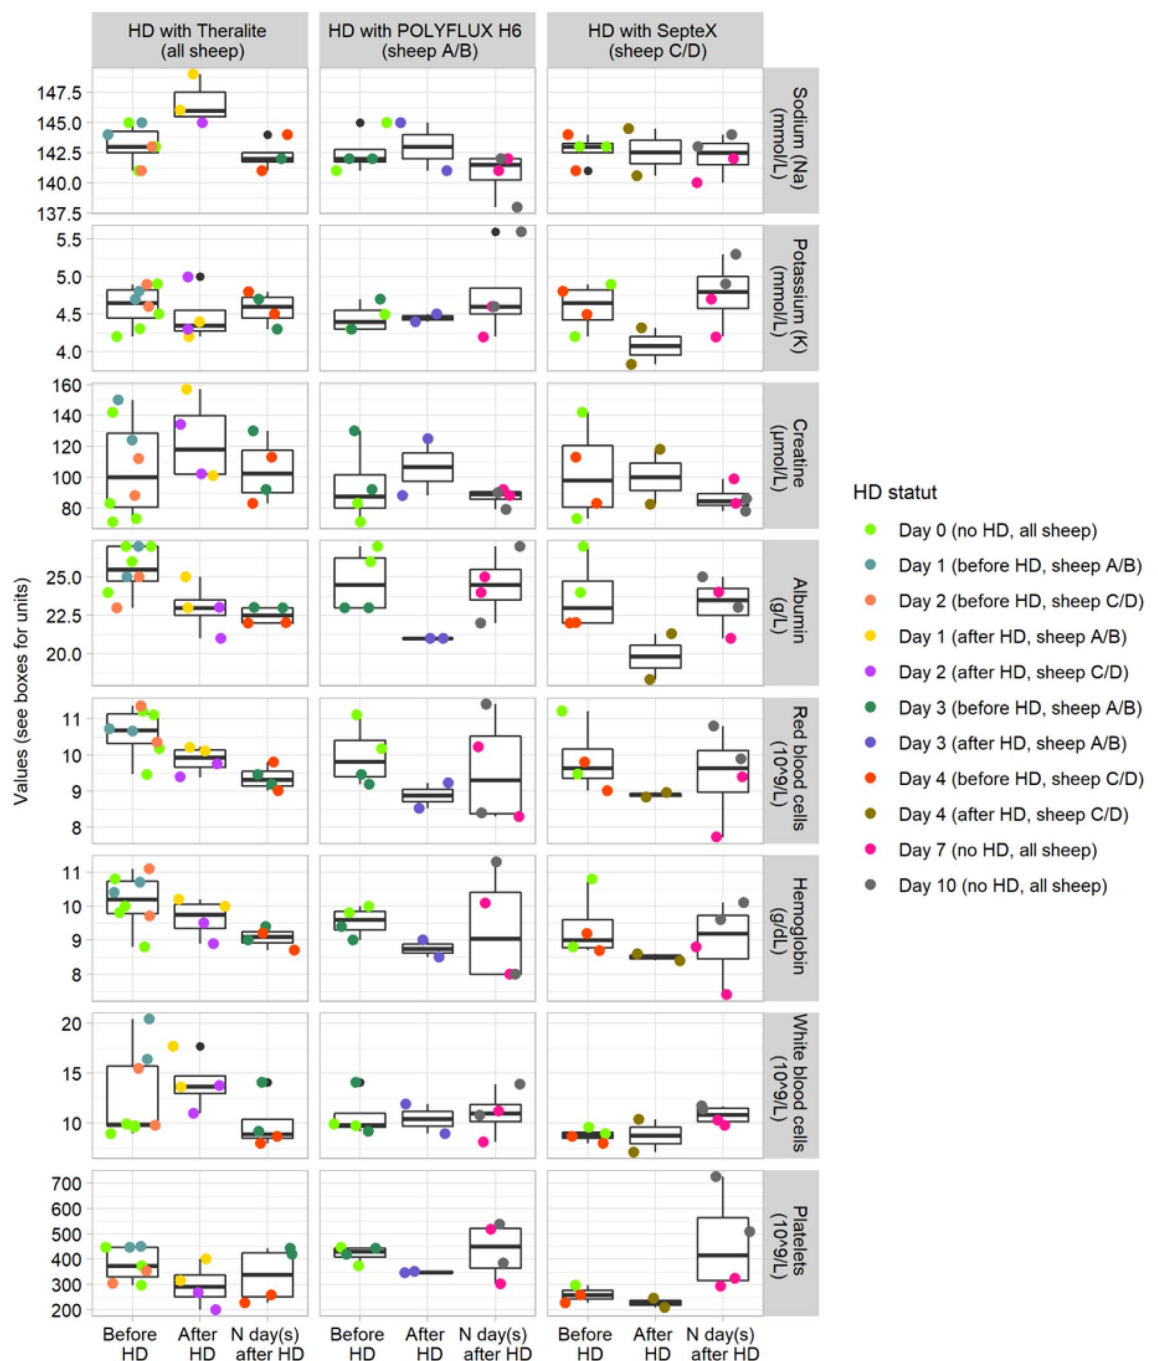 HD with Theralite
(all sheep)
HD with POLYFLUX H6
(sheep A/B)
HD with SepteX
(sheep C/D)
Values (see boxes for units)
147.5
145.0
142.5
140.0
137.5
Sodium (Na)
(mmol/L)
5.5
5.0
4.5
4.0
Potassium (K)
(mmol/L)
160
140
120
100
80
Creatine
(µmol/L)
25.0
22.5
20.0
Albumin
(g/L)
11
10
9
8
Red blood cells
(10^9/L)
11
10
9
8
Hemoglobin
(g/dL)
20
15
10
White blood cells
(10^9/L)
700
600
500
400
300
200
Platelets
(10^9/L)
Before
HD
After
HD
N day(s)
after HD
Before
HD
After
HD
N day(s)
after HD
Before
HD
After
HD
N day(s)
after HD
HD statut
Day 0 (no HD, all sheep)
Day 1 (before HD, sheep A/B)
Day 2 (before HD, sheep C/D)
Day 1 (after HD, sheep A/B)
Day 2 (after HD, sheep C/D)
Day 3 (before HD, sheep A/B)
Day 3 (after HD, sheep A/B)
Day 4 (before HD, sheep C/D)
Day 4 (after HD, sheep C/D)
Day 7 (no HD, all sheep)
Day 10 (no HD, all sheep)